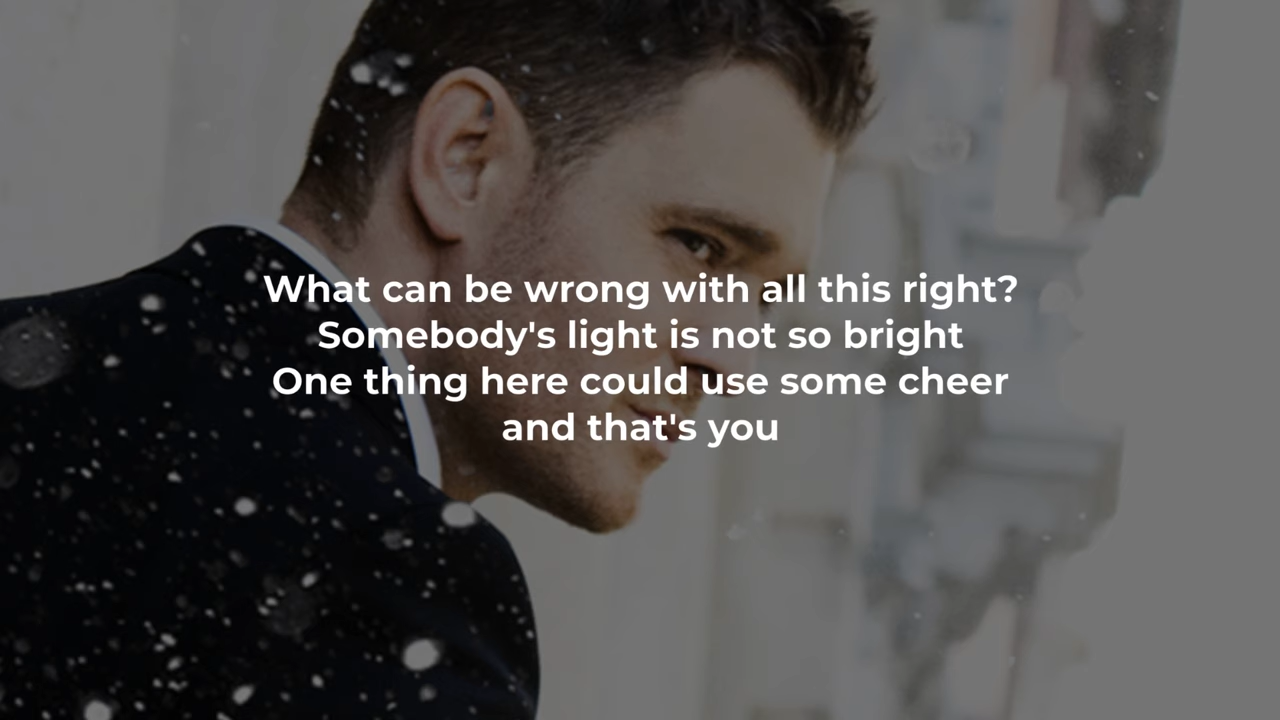 What can be wrong with all this right?
Somebody's light is not so bright
One thing here could use some cheer
and that's you